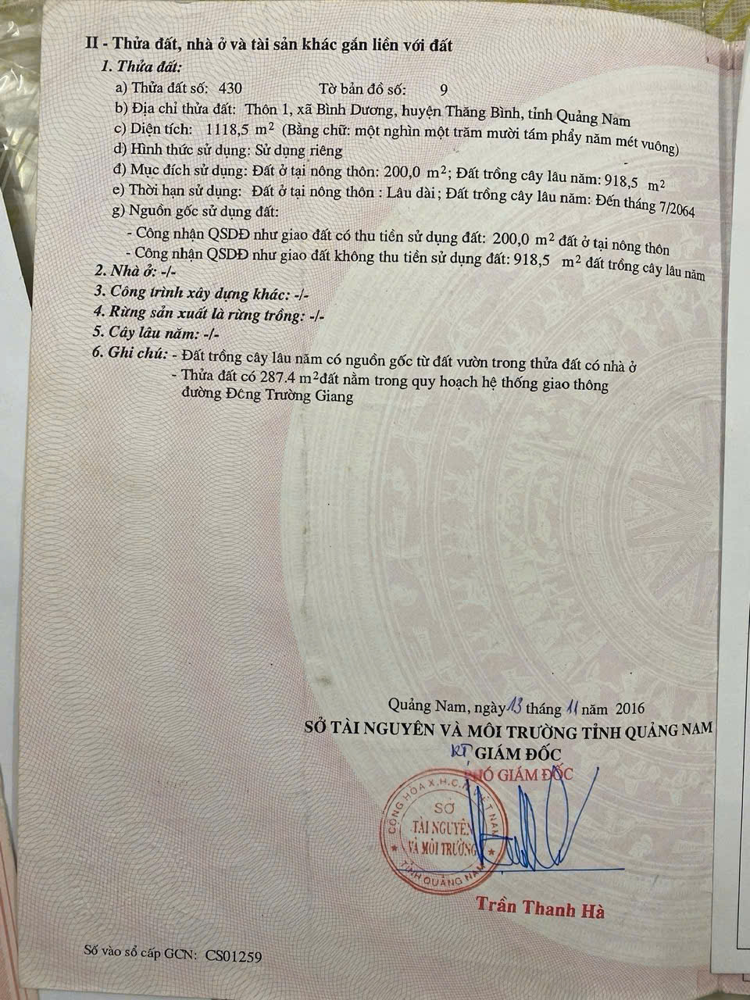 II - Thửa đất, nhà ở và tài sản khác gắn liền với đất
1. Thửa đất:
a) Thửa đất số: 430 Tờ bản đồ số: 9
b) Địa chỉ thửa đất: Thôn 1, xã Bình Dương, huyện Thăng Bình, tỉnh Quảng Nam
c) Diện tích: 1118,5 m² (Bằng chữ: một nghìn một trăm mười tám phẩy năm mét vuông)
d) Hình thức sử dụng: Sử dụng riêng
đ) Mục đích sử dụng: Đất ở tại nông thôn: 200,0 m²; Đất trồng cây lâu năm: 918,5 m²
e) Thời hạn sử dụng: Đất ở tại nông thôn : Lâu dài; Đất trồng cây lâu năm: Đến tháng 7/2064
g) Nguồn gốc sử dụng đất:
- Công nhận QSDĐ như giao đất có thu tiền sử dụng đất: 200,0 m² đất ở tại nông thôn
- Công nhận QSDĐ như giao đất không thu tiền sử dụng đất: 918,5 m² đất trồng cây lâu năm
2. Nhà ở: -/-
3. Công trình xây dựng khác: -/-
4. Rừng sản xuất là rừng trồng: -/-
5. Cây lâu năm: -/-
6. Ghi chú: - Đất trồng cây lâu năm có nguồn gốc từ đất vườn trong thửa đất có nhà ở
- Thửa đất có 287.4 m² đất nằm trong quy hoạch hệ thống giao thông
đường Đông Trường Giang
Quảng Nam, ngày 13 tháng 11 năm 2016
SỞ TÀI NGUYÊN VÀ MÔI TRƯỜNG TỈNH QUẢNG NAM
KT GIÁM ĐỐC
PHÓ GIÁM ĐỐC
CỘNG HÒA X.H.C.N VIỆT NAM
SỞ
TÀI NGUYÊN
VÀ MÔI TRƯỜNG
TỈNH QUẢNG NAM
Trần Thanh Hà
Số vào sổ cấp GCN: CS01259